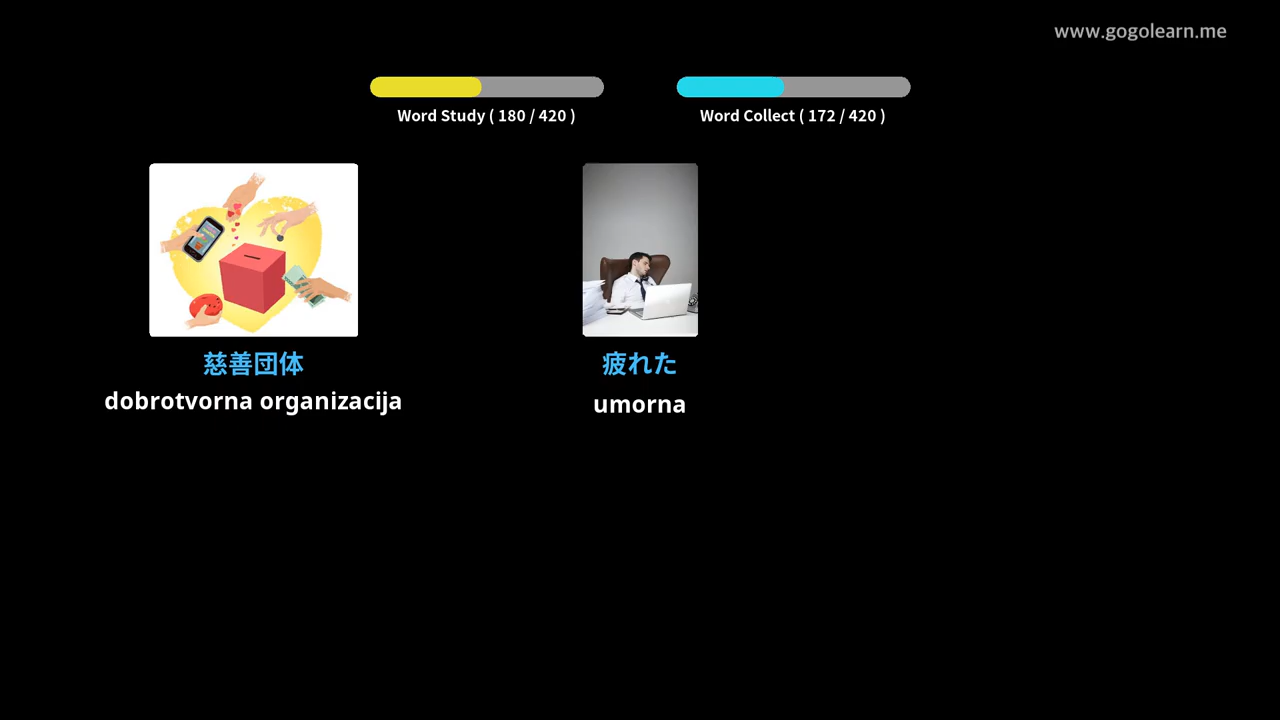 www.gogolearn.me
Word Study ( 180 / 420 )
Word Collect ( 172 / 420 )
慈善団体
疲れた
dobrotvorna organizacija
umorna